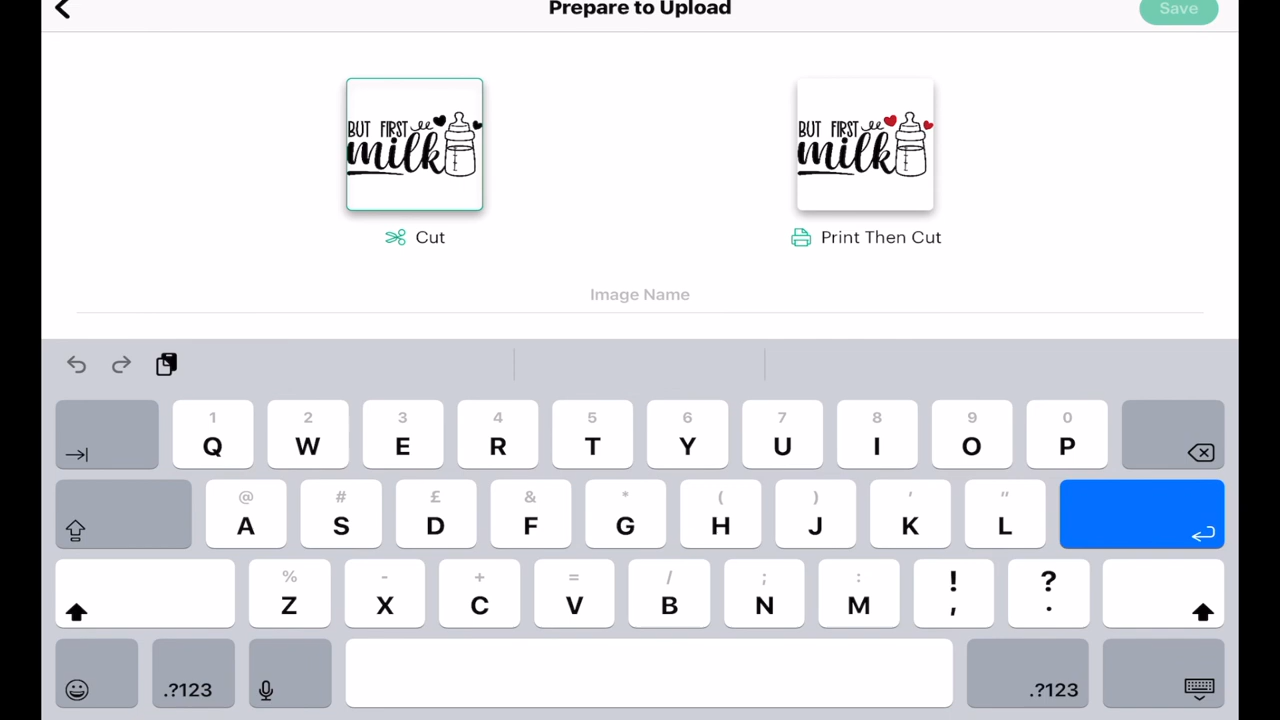 Prepare to Upload
Save
BUT FIRST
milk
BUT FIRST
milk
Cut
Print Then Cut
Image Name
1 2 3 4 5 6 7 8 9 0
Q W E R T Y U I O P
@ # £ & * ( ) ' "
A S D F G H J K L
% - + = / ; : ! ?
Z X C V B N M , .
.?123 .?123